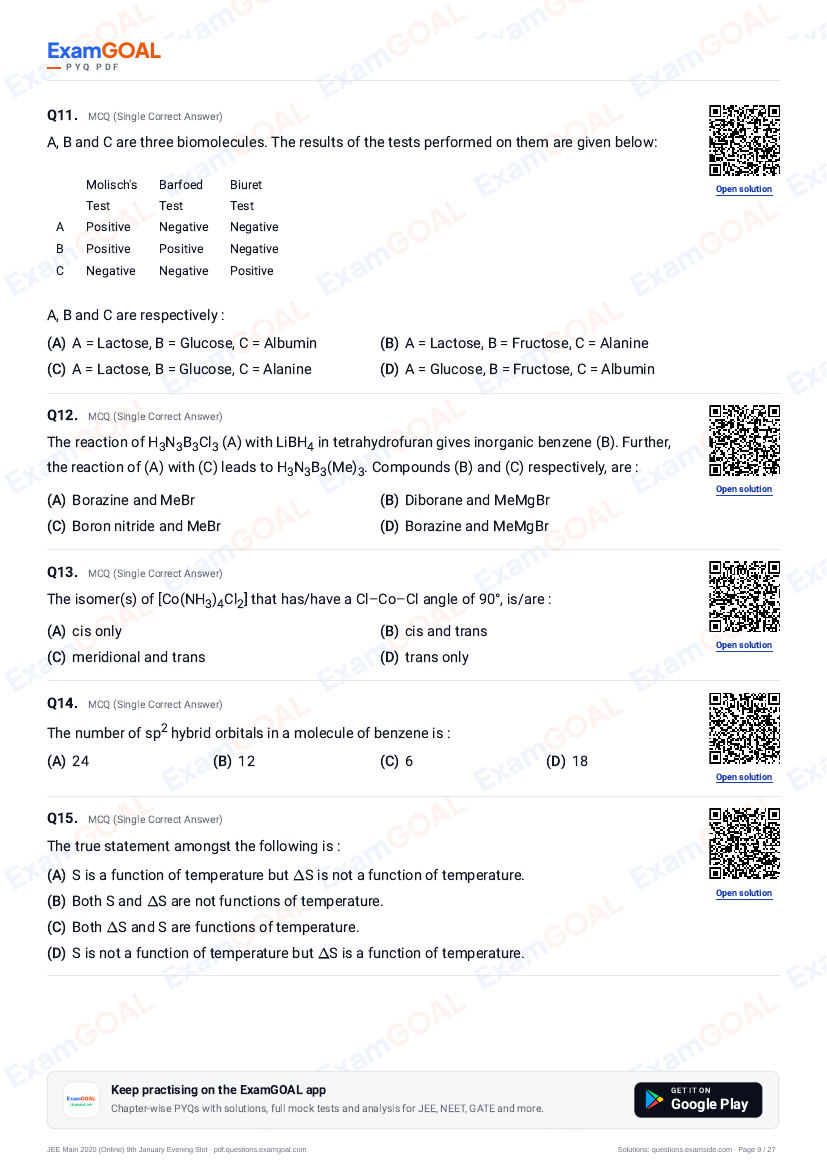 ExamGOAL
PYQ PDF
Q11. MCQ (Single Correct Answer)
A, B and C are three biomolecules. The results of the tests performed on them are given below:
Molisch's Barfoed Biuret
Test Test Test
A Positive Negative Negative
B Positive Positive Negative
C Negative Negative Positive
A, B and C are respectively :
(A) A = Lactose, B = Glucose, C = Albumin (B) A = Lactose, B = Fructose, C = Alanine
(C) A = Lactose, B = Glucose, C = Alanine (D) A = Glucose, B = Fructose, C = Albumin
Open solution
Q12. MCQ (Single Correct Answer)
The reaction of H₃N₃B₃Cl₃ (A) with LiBH₄ in tetrahydrofuran gives inorganic benzene (B). Further,
the reaction of (A) with (C) leads to H₃N₃B₃(Me)₃. Compounds (B) and (C) respectively, are :
(A) Borazine and MeBr (B) Diborane and MeMgBr
(C) Boron nitride and MeBr (D) Borazine and MeMgBr
Open solution
Q13. MCQ (Single Correct Answer)
The isomer(s) of [Co(NH₃)₄Cl₂] that has/have a Cl–Co–Cl angle of 90°, is/are :
(A) cis only (B) cis and trans
(C) meridional and trans (D) trans only
Open solution
Q14. MCQ (Single Correct Answer)
The number of sp² hybrid orbitals in a molecule of benzene is :
(A) 24 (B) 12 (C) 6 (D) 18
Open solution
Q15. MCQ (Single Correct Answer)
The true statement amongst the following is :
(A) S is a function of temperature but ΔS is not a function of temperature.
(B) Both S and ΔS are not functions of temperature.
(C) Both ΔS and S are functions of temperature.
(D) S is not a function of temperature but ΔS is a function of temperature.
Open solution
Keep practising on the ExamGOAL app
Chapter-wise PYQs with solutions, full mock tests and analysis for JEE, NEET, GATE and more.
GET IT ON
Google Play
JEE Main 2020 (Online) 9th January Evening Slot · pdf.questions.examgoal.com Solutions: questions.examside.com · Page 9 / 27